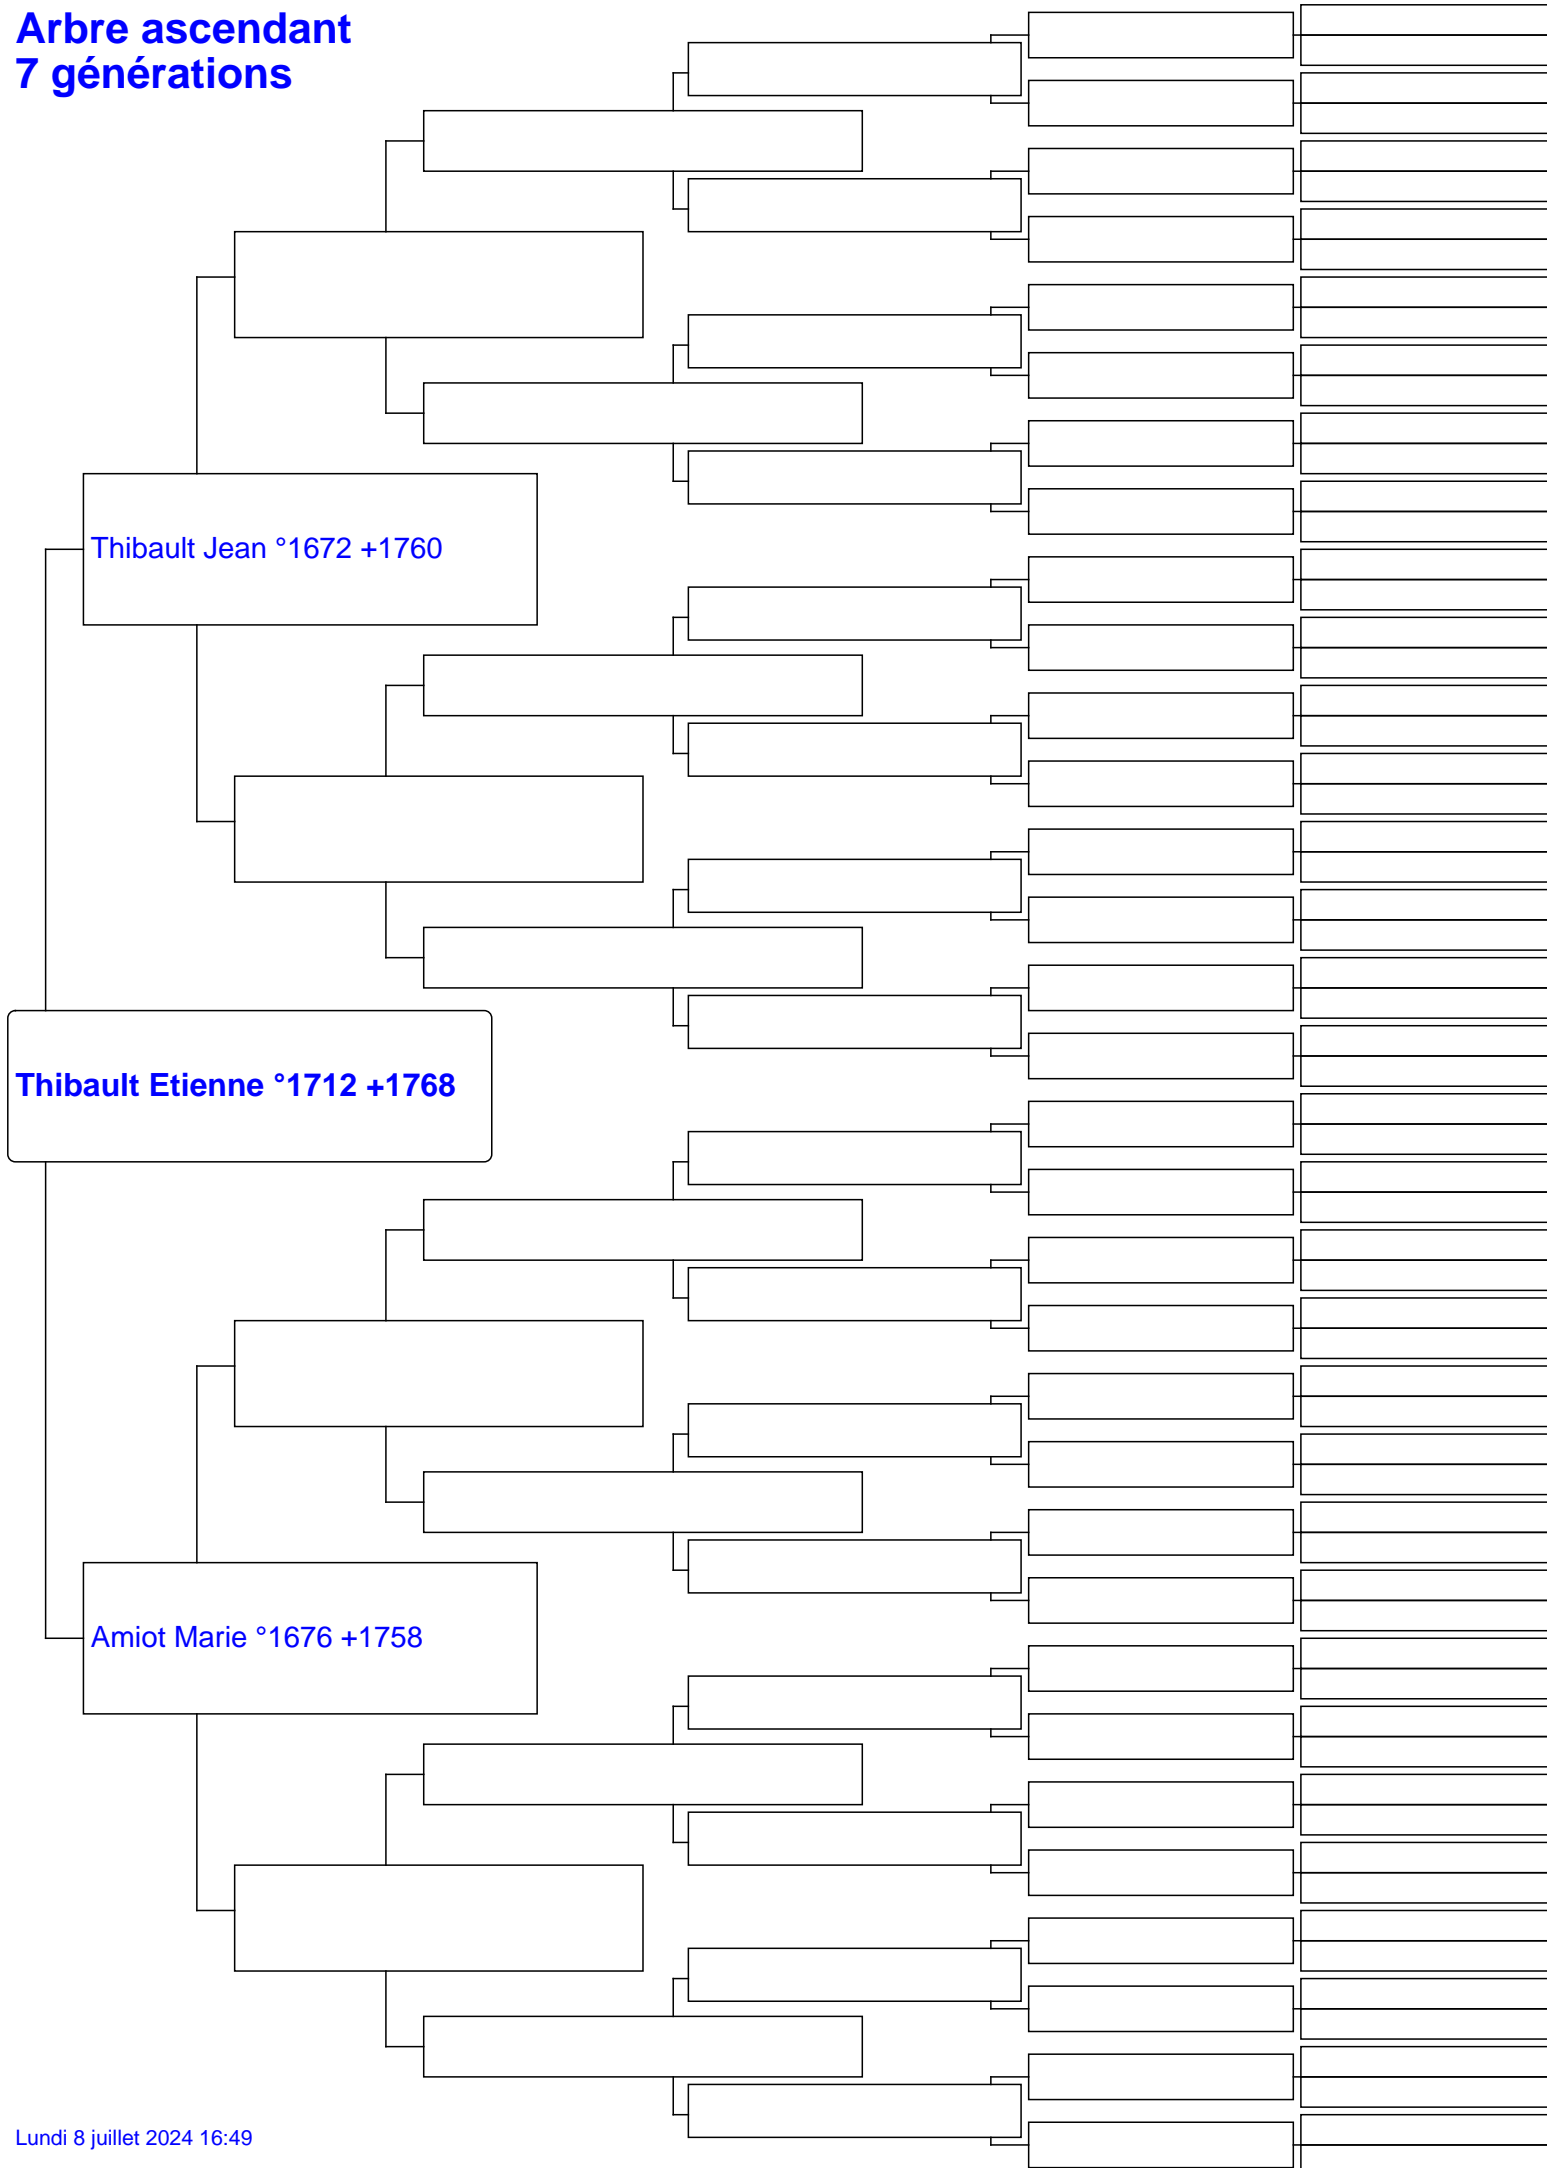 Arbre ascendant
7 générations
Thibault Jean °1672 +1760
Thibault Etienne °1712 +1768
Amiot Marie °1676 +1758
Lundi 8 juillet 2024 16:49